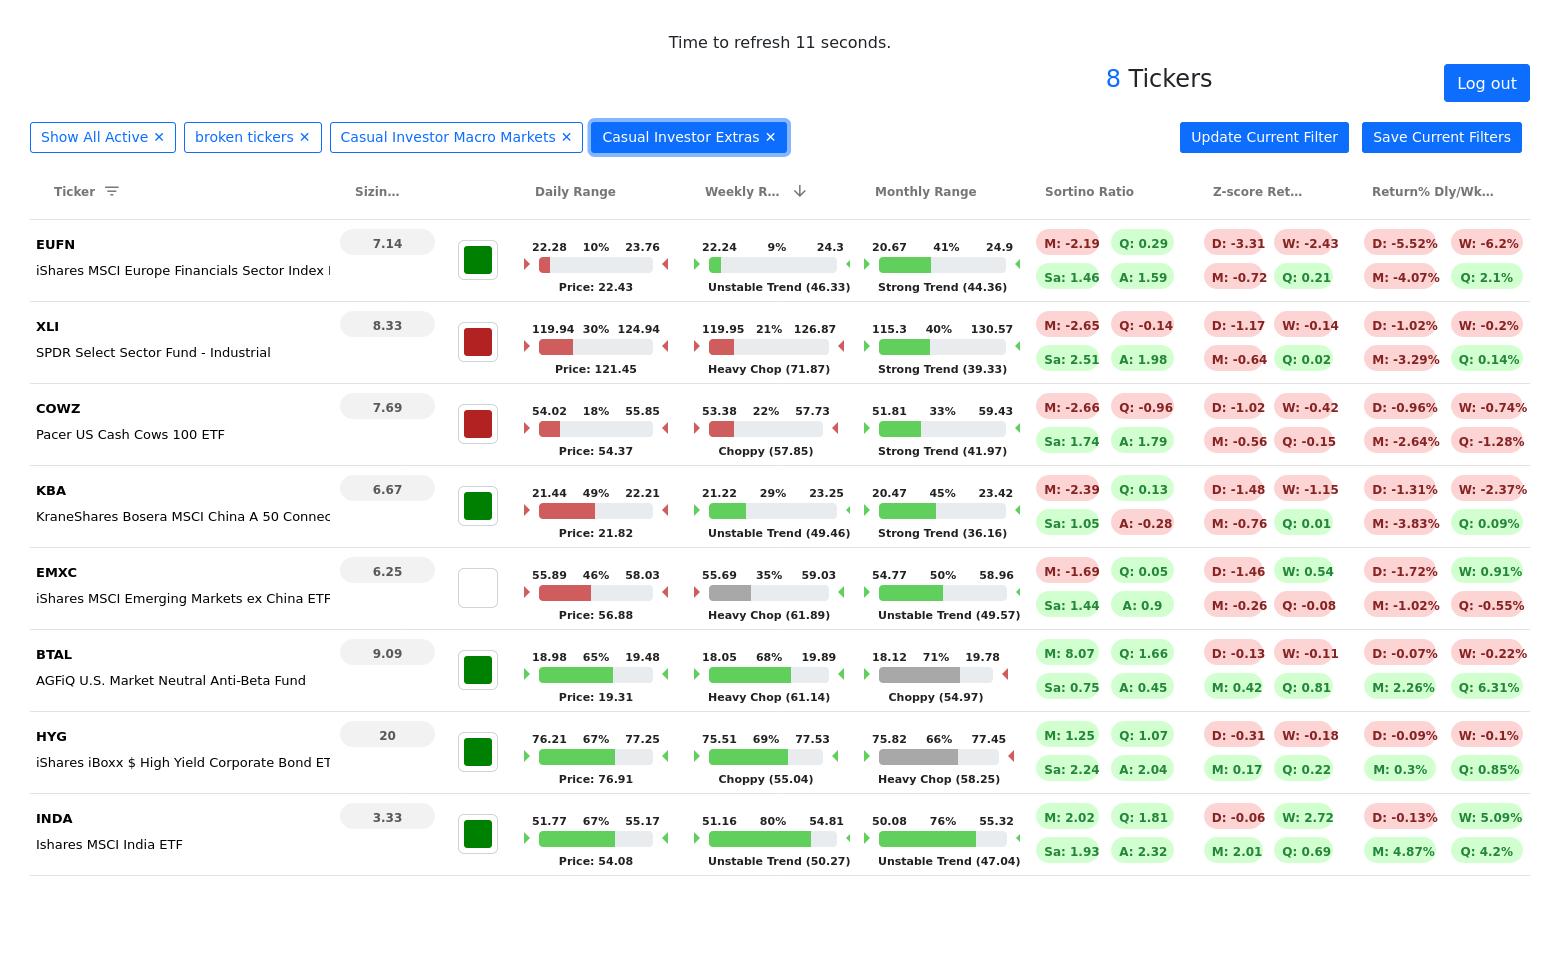 Time to refresh 11 seconds.
8 Tickers
Log out
Show All Active ✕ broken tickers ✕ Casual Investor Macro Markets ✕ Casual Investor Extras ✕ Update Current Filter Save Current Filters
Ticker Sizin… Daily Range Weekly R… Monthly Range Sortino Ratio Z-score Ret… Return% Dly/Wk…
EUFN 7.14 22.28 10% 23.76 22.24 9% 24.3 20.67 41% 24.9 M: -2.19 Q: 0.29 D: -3.31 W: -2.43 D: -5.52% W: -6.2%
iShares MSCI Europe Financials Sector Index Sa: 1.46 A: 1.59 M: -0.72 Q: 0.21 M: -4.07% Q: 2.1%
Price: 22.43 Unstable Trend (46.33) Strong Trend (44.36)
XLI 8.33 119.94 30% 124.94 119.95 21% 126.87 115.3 40% 130.57 M: -2.65 Q: -0.14 D: -1.17 W: -0.14 D: -1.02% W: -0.2%
SPDR Select Sector Fund - Industrial Sa: 2.51 A: 1.98 M: -0.64 Q: 0.02 M: -3.29% Q: 0.14%
Price: 121.45 Heavy Chop (71.87) Strong Trend (39.33)
COWZ 7.69 54.02 18% 55.85 53.38 22% 57.73 51.81 33% 59.43 M: -2.66 Q: -0.96 D: -1.02 W: -0.42 D: -0.96% W: -0.74%
Pacer US Cash Cows 100 ETF Sa: 1.74 A: 1.79 M: -0.56 Q: -0.15 M: -2.64% Q: -1.28%
Price: 54.37 Choppy (57.85) Strong Trend (41.97)
KBA 6.67 21.44 49% 22.21 21.22 29% 23.25 20.47 45% 23.42 M: -2.39 Q: 0.13 D: -1.48 W: -1.15 D: -1.31% W: -2.37%
KraneShares Bosera MSCI China A 50 Connec Sa: 1.05 A: -0.28 M: -0.76 Q: 0.01 M: -3.83% Q: 0.09%
Price: 21.82 Unstable Trend (49.46) Strong Trend (36.16)
EMXC 6.25 55.89 46% 58.03 55.69 35% 59.03 54.77 50% 58.96 M: -1.69 Q: 0.05 D: -1.46 W: 0.54 D: -1.72% W: 0.91%
iShares MSCI Emerging Markets ex China ETF Sa: 1.44 A: 0.9 M: -0.26 Q: -0.08 M: -1.02% Q: -0.55%
Price: 56.88 Heavy Chop (61.89) Unstable Trend (49.57)
BTAL 9.09 18.98 65% 19.48 18.05 68% 19.89 18.12 71% 19.78 M: 8.07 Q: 1.66 D: -0.13 W: -0.11 D: -0.07% W: -0.22%
AGFiQ U.S. Market Neutral Anti-Beta Fund Sa: 0.75 A: 0.45 M: 0.42 Q: 0.81 M: 2.26% Q: 6.31%
Price: 19.31 Heavy Chop (61.14) Choppy (54.97)
HYG 20 76.21 67% 77.25 75.51 69% 77.53 75.82 66% 77.45 M: 1.25 Q: 1.07 D: -0.31 W: -0.18 D: -0.09% W: -0.1%
iShares iBoxx $ High Yield Corporate Bond ET Sa: 2.24 A: 2.04 M: 0.17 Q: 0.22 M: 0.3% Q: 0.85%
Price: 76.91 Choppy (55.04) Heavy Chop (58.25)
INDA 3.33 51.77 67% 55.17 51.16 80% 54.81 50.08 76% 55.32 M: 2.02 Q: 1.81 D: -0.06 W: 2.72 D: -0.13% W: 5.09%
Ishares MSCI India ETF Sa: 1.93 A: 2.32 M: 2.01 Q: 0.69 M: 4.87% Q: 4.2%
Price: 54.08 Unstable Trend (50.27) Unstable Trend (47.04)